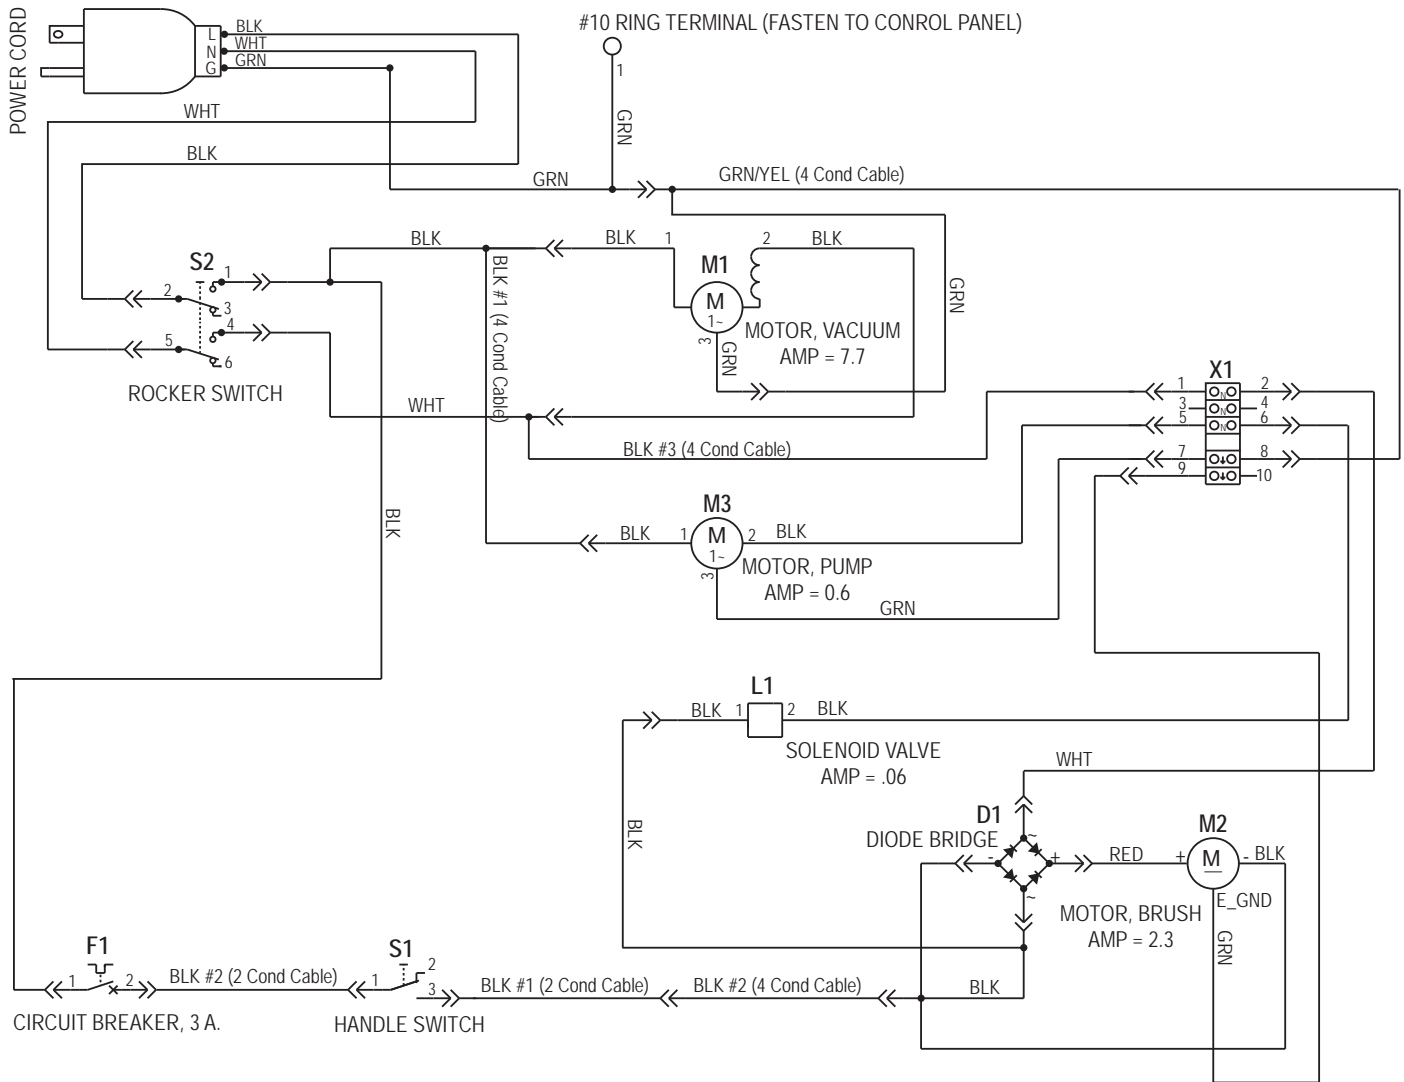 POWER CORD
L BLK
N WHT
G GRN
#10 RING TERMINAL (FASTEN TO CONROL PANEL)
1
GRN
WHT
BLK
GRN
GRN/YEL (4 Cond Cable)
S2
1
2
3
4
5
6
ROCKER SWITCH
BLK
BLK
1
2
BLK
M1
M
1~
3
GRN
MOTOR, VACUUM
AMP = 7.7
GRN
BLK #1 (4 Cond Cable)
WHT
BLK #3 (4 Cond Cable)
X1
1 N 2
3 N 4
5 N 6
7 8
9 10
BLK
M3
BLK
1
M
1~
2
BLK
3
MOTOR, PUMP
AMP = 0.6
GRN
L1
BLK
1
2
BLK
SOLENOID VALVE
AMP = .06
WHT
BLK
D1
DIODE BRIDGE
~
-
+
~
RED
M2
+
M
- BLK
E_GND
MOTOR, BRUSH
AMP = 2.3
GRN
F1
1
2
BLK #2 (2 Cond Cable)
CIRCUIT BREAKER, 3 A.
S1
1
2
3
HANDLE SWITCH
BLK #1 (2 Cond Cable)
BLK #2 (4 Cond Cable)
BLK